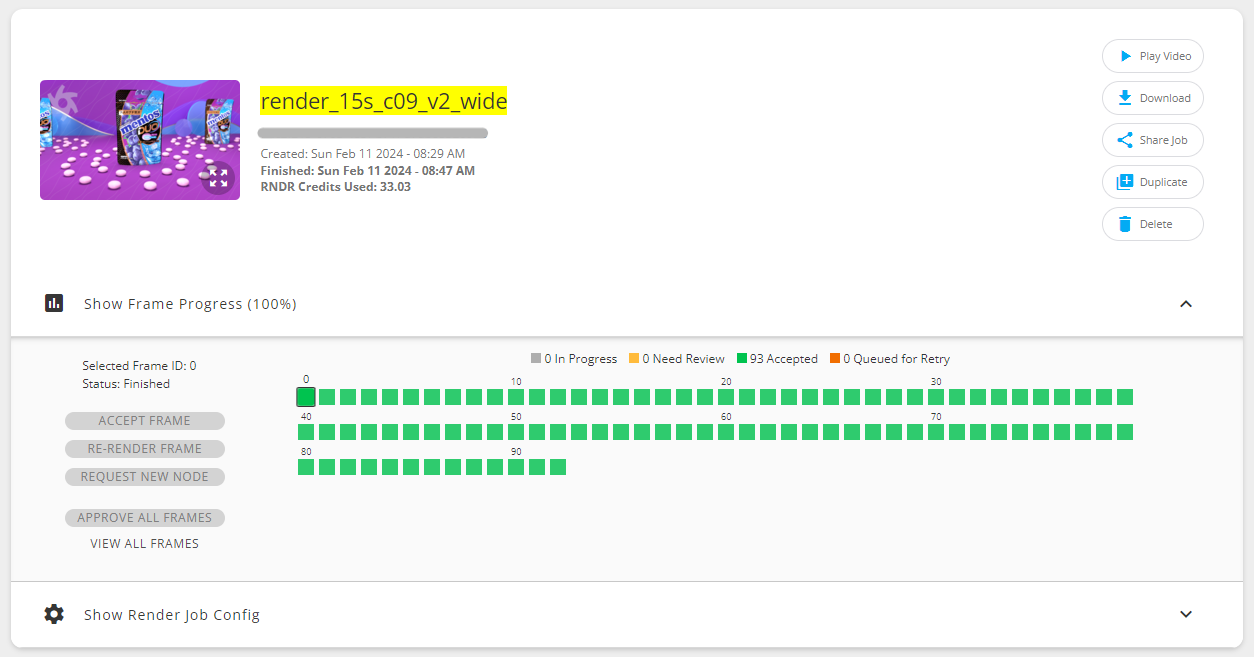 render_15s_c09_v2_wide
Created: Sun Feb 11 2024 - 08:29 AM
Finished: Sun Feb 11 2024 - 08:47 AM
RNDR Credits Used: 33.03
mentos
DUO
mentos
Play Video
Download
Share Job
Duplicate
Delete
Show Frame Progress (100%)
Selected Frame ID: 0
Status: Finished
ACCEPT FRAME
RE-RENDER FRAME
REQUEST NEW NODE
APPROVE ALL FRAMES
VIEW ALL FRAMES
0 In Progress 0 Need Review 93 Accepted 0 Queued for Retry
0 10 20 30
40 50 60 70
80 90
Show Render Job Config